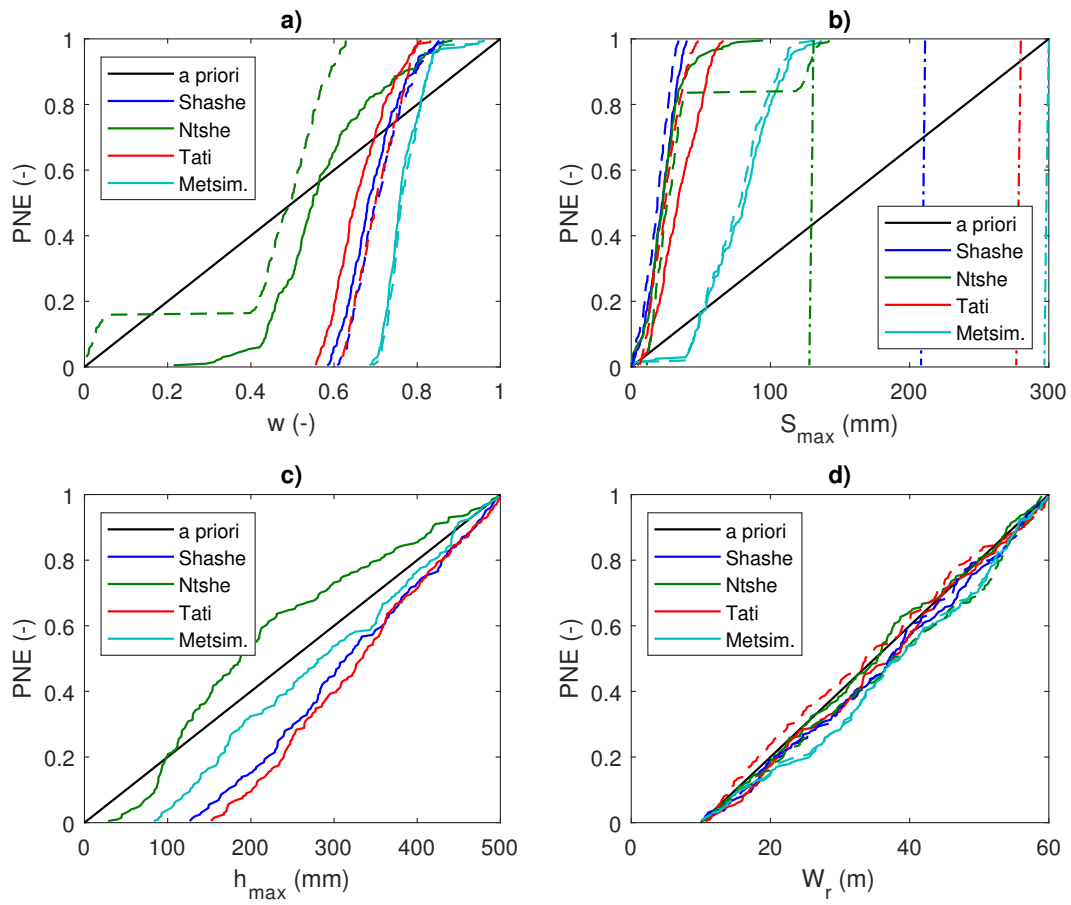 a)
1
0.8
0.6
0.4
0.2
0
PNE (-)
a priori
Shashe
Ntshe
Tati
Metsim.
0 0.2 0.4 0.6 0.8 1
w (-)
b)
1
0.8
0.6
0.4
0.2
0
PNE (-)
a priori
Shashe
Ntshe
Tati
Metsim.
0 100 200 300
S_max (mm)
c)
1
0.8
0.6
0.4
0.2
0
PNE (-)
a priori
Shashe
Ntshe
Tati
Metsim.
0 100 200 300 400 500
h_max (mm)
d)
1
0.8
0.6
0.4
0.2
0
PNE (-)
a priori
Shashe
Ntshe
Tati
Metsim.
0 20 40 60
W_r (m)